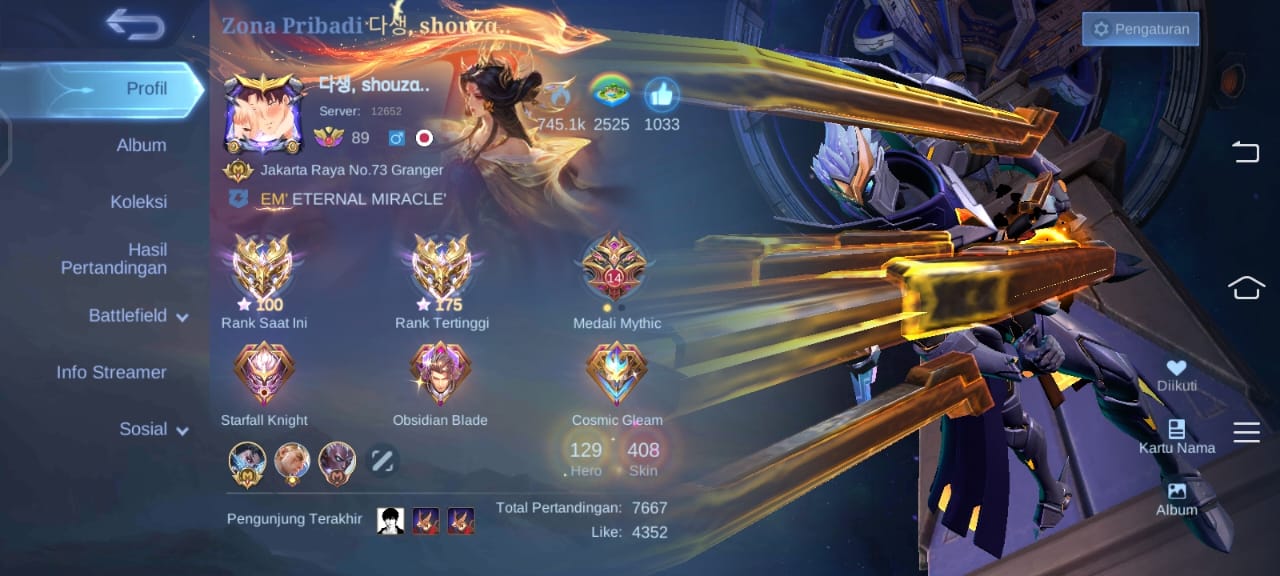 Zona Pribadi 다생, shouza..
Pengaturan
Profil
Album
Koleksi
Hasil
Pertandingan
Battlefield
Info Streamer
Sosial
다생, shouza..
Server: 12652
89
745.1k 2525 1033
Jakarta Raya No.73 Granger
EM' ETERNAL MIRACLE'
100
Rank Saat Ini
175
Rank Tertinggi
14
Medali Mythic
Starfall Knight
Obsidian Blade
Cosmic Gleam
129 408
Hero Skin
Pengunjung Terakhir
Total Pertandingan: 7667
Like: 4352
Diikuti
Kartu Nama
Album